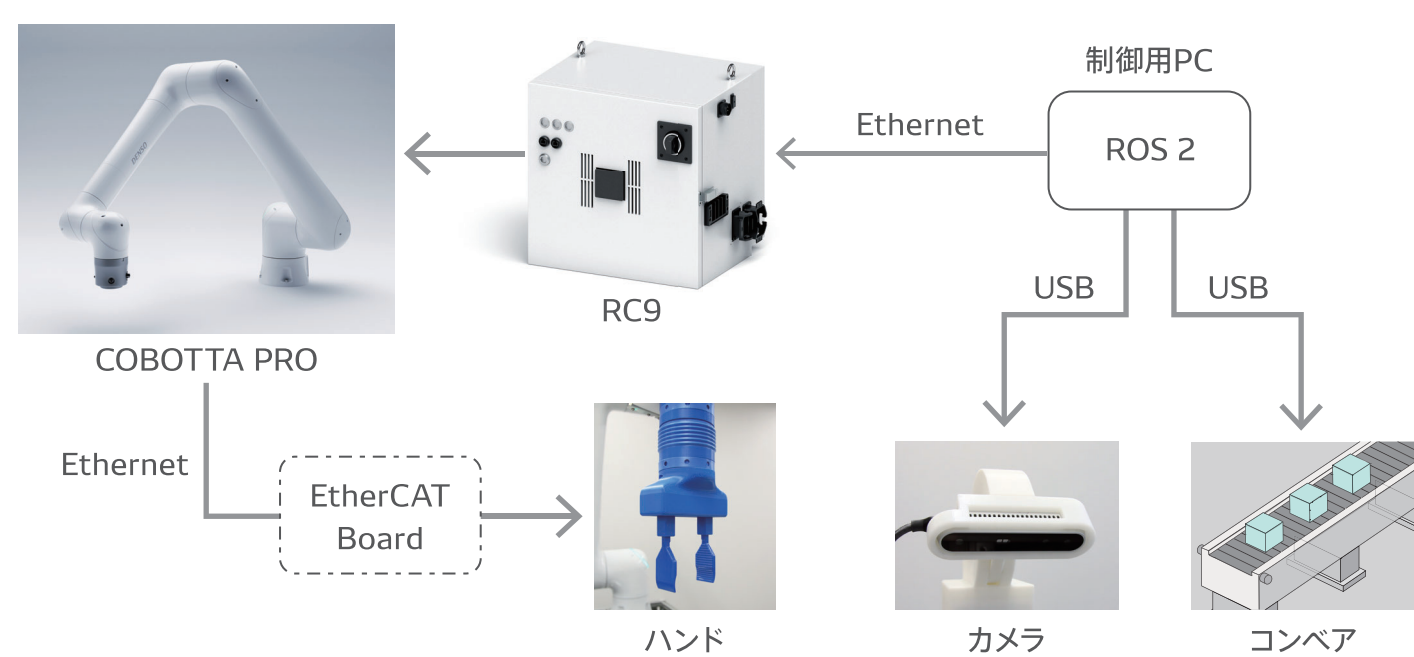 制御用PC
Ethernet
ROS 2
DENSO
RC9
USB
USB
COBOTTA PRO
Ethernet
EtherCAT
Board
ハンド
カメラ
コンベア